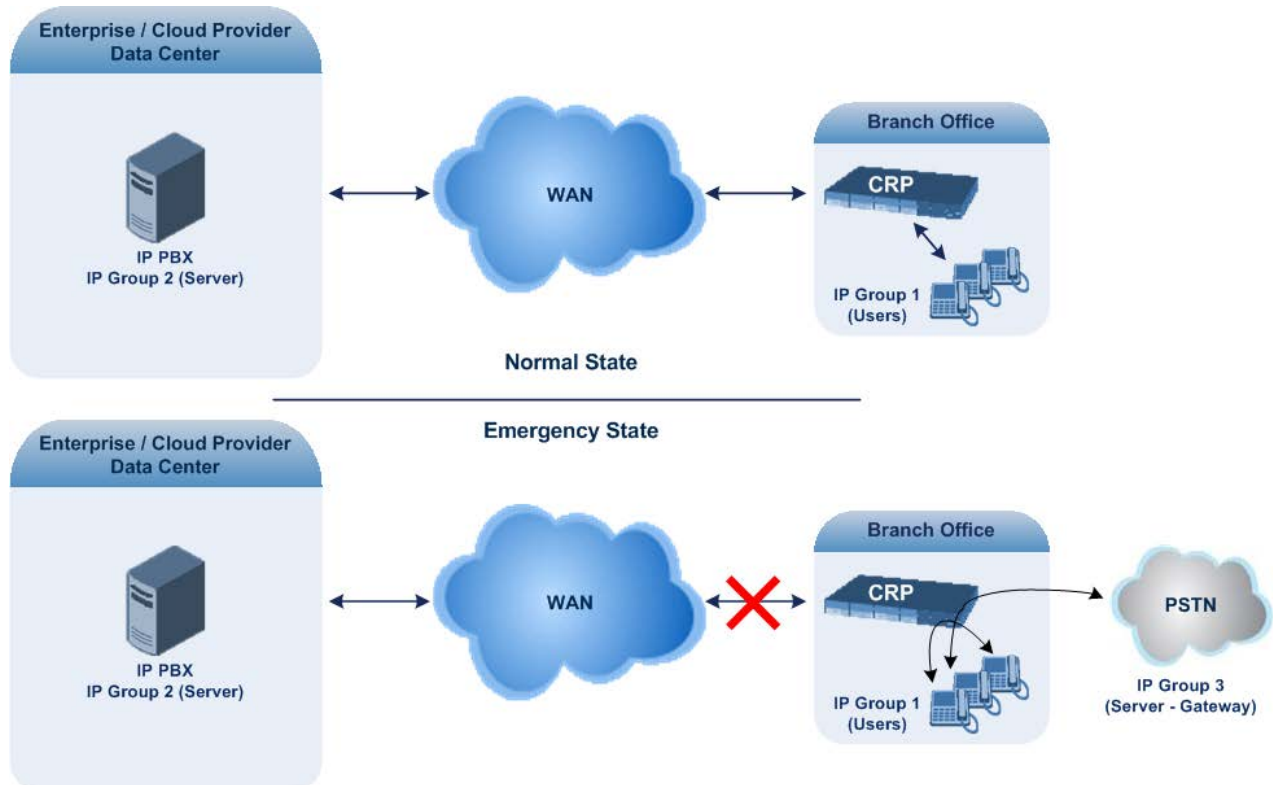 Enterprise / Cloud Provider
Data Center
IP PBX
IP Group 2 (Server)
WAN
Branch Office
CRP
IP Group 1
(Users)
Normal State
Emergency State
Enterprise / Cloud Provider
Data Center
IP PBX
IP Group 2 (Server)
WAN
Branch Office
CRP
IP Group 1
(Users)
PSTN
IP Group 3
(Server - Gateway)